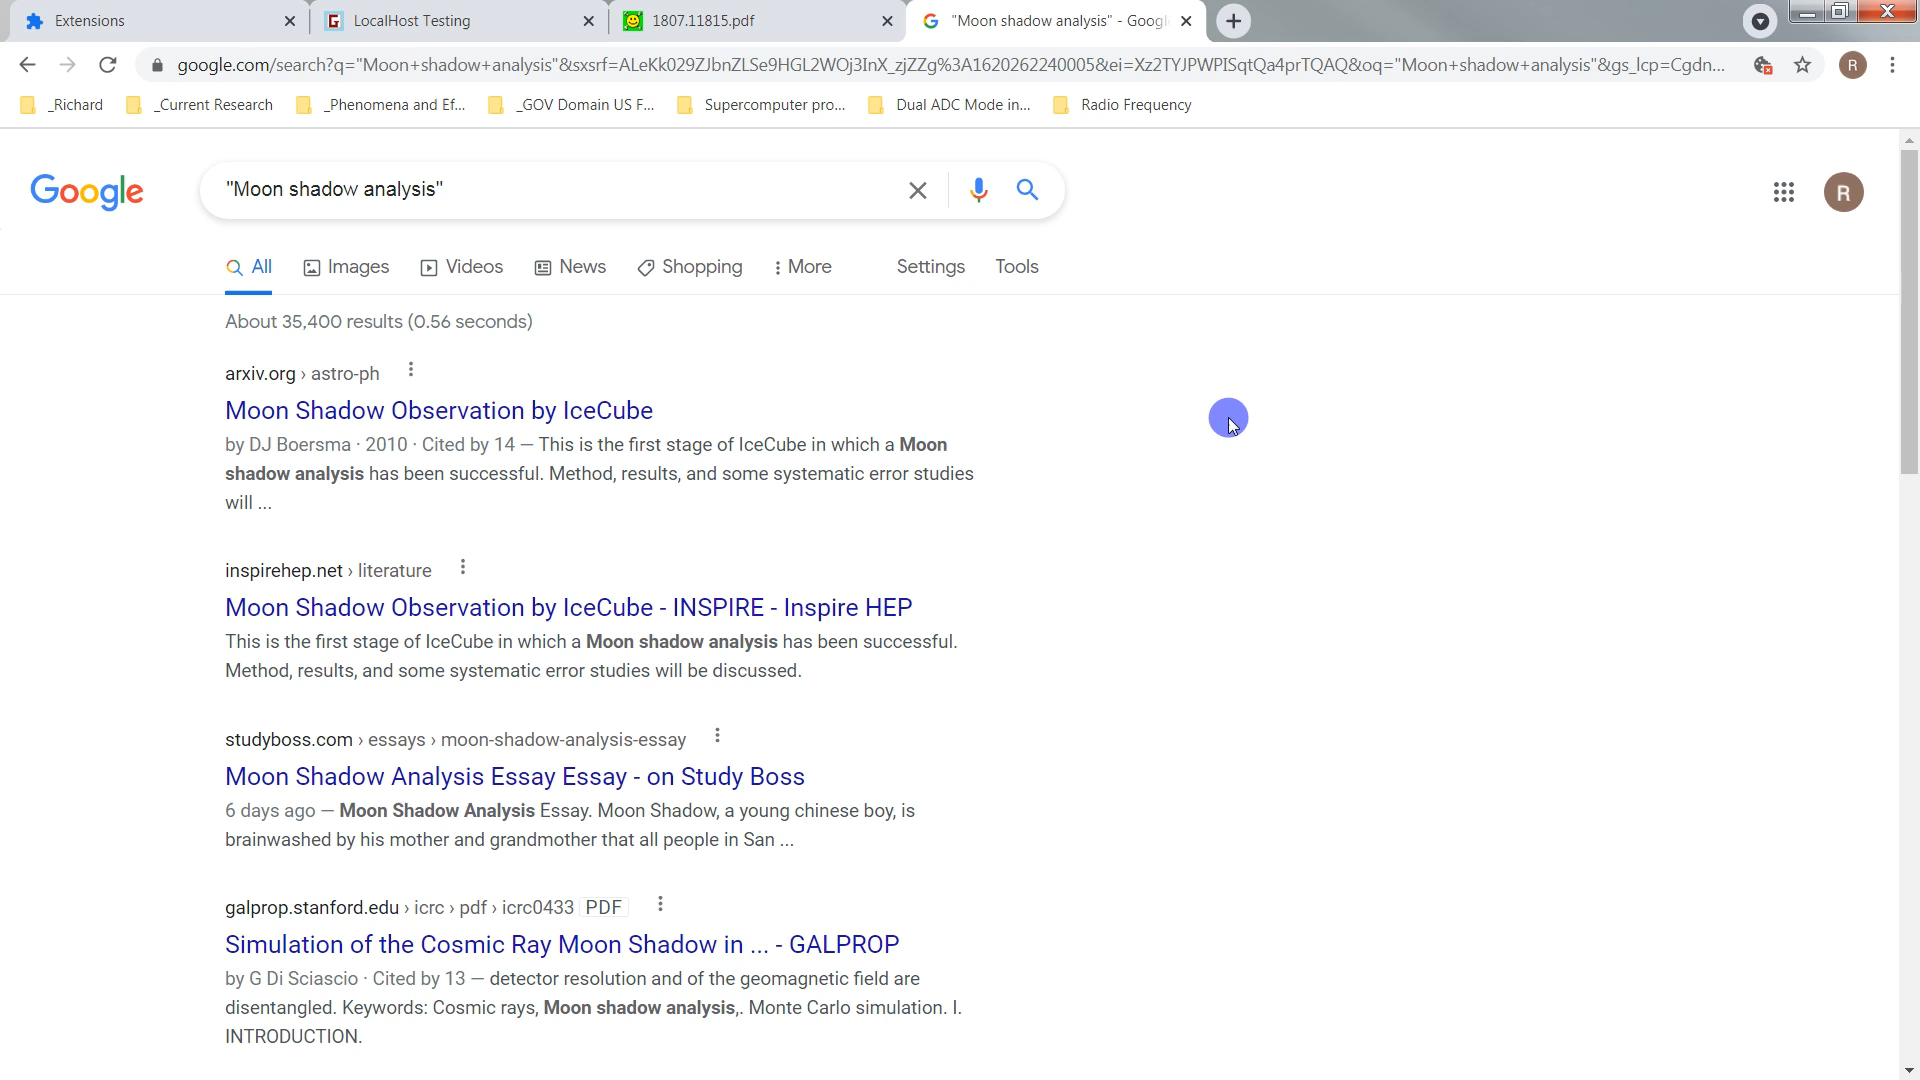 Extensions
LocalHost Testing
1807.11815.pdf
"Moon shadow analysis" - Googl
google.com/search?q="Moon+shadow+analysis"&sxsrf=ALeKk029ZJbnZLSe9HGL2WOj3InX_zjZZg%3A1620262240005&ei=Xz2TYJPWPISqtQa4prTQAQ&oq="Moon+shadow+analysis"&gs_lcp=Cgdn...
R
_Richard
_Current Research
_Phenomena and Ef...
_GOV Domain US F...
Supercomputer pro...
Dual ADC Mode in...
Radio Frequency
Google
"Moon shadow analysis"
R
All
Images
Videos
News
Shopping
More
Settings
Tools
About 35,400 results (0.56 seconds)
arxiv.org › astro-ph
Moon Shadow Observation by IceCube
by DJ Boersma · 2010 · Cited by 14 — This is the first stage of IceCube in which a Moon
shadow analysis has been successful. Method, results, and some systematic error studies
will ...
inspirehep.net › literature
Moon Shadow Observation by IceCube - INSPIRE - Inspire HEP
This is the first stage of IceCube in which a Moon shadow analysis has been successful.
Method, results, and some systematic error studies will be discussed.
studyboss.com › essays › moon-shadow-analysis-essay
Moon Shadow Analysis Essay Essay - on Study Boss
6 days ago — Moon Shadow Analysis Essay. Moon Shadow, a young chinese boy, is
brainwashed by his mother and grandmother that all people in San ...
galprop.stanford.edu › icrc › pdf › icrc0433 PDF
Simulation of the Cosmic Ray Moon Shadow in ... - GALPROP
by G Di Sciascio · Cited by 13 — detector resolution and of the geomagnetic field are
disentangled. Keywords: Cosmic rays, Moon shadow analysis,. Monte Carlo simulation. I.
INTRODUCTION.